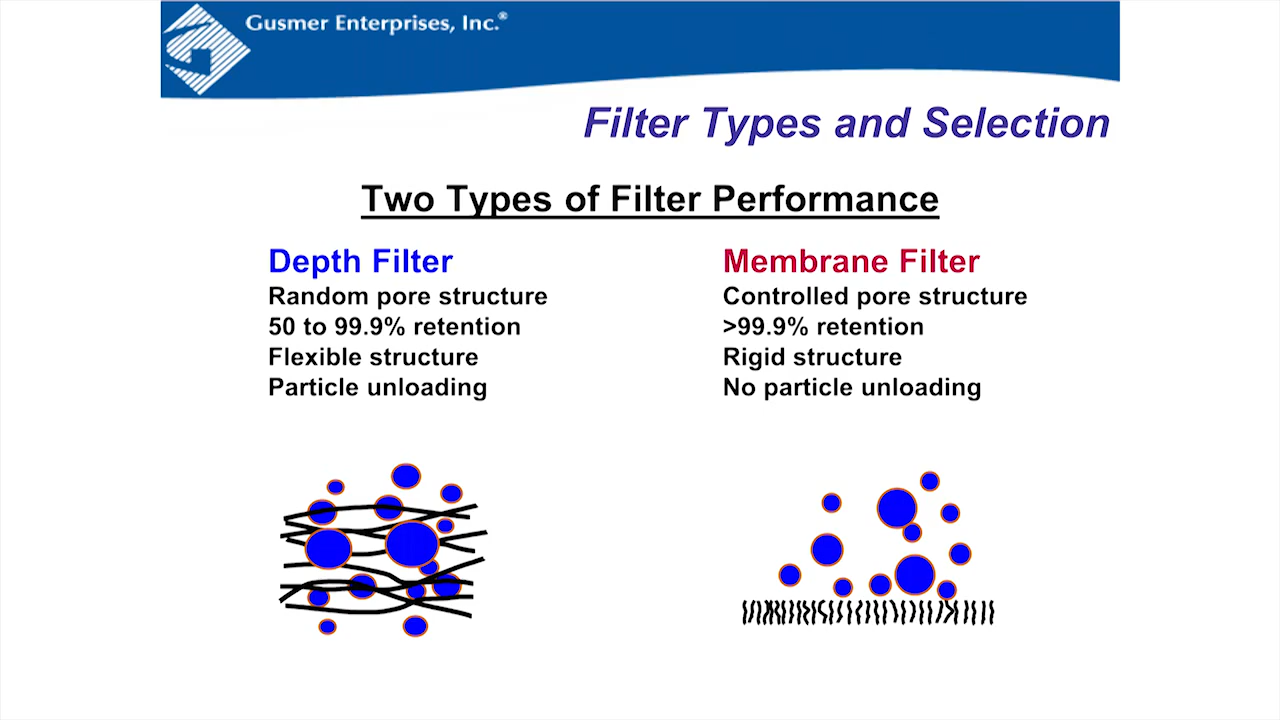 Gusmer Enterprises, Inc.®
Filter Types and Selection
Two Types of Filter Performance
Depth Filter
Random pore structure
50 to 99.9% retention
Flexible structure
Particle unloading
Membrane Filter
Controlled pore structure
>99.9% retention
Rigid structure
No particle unloading